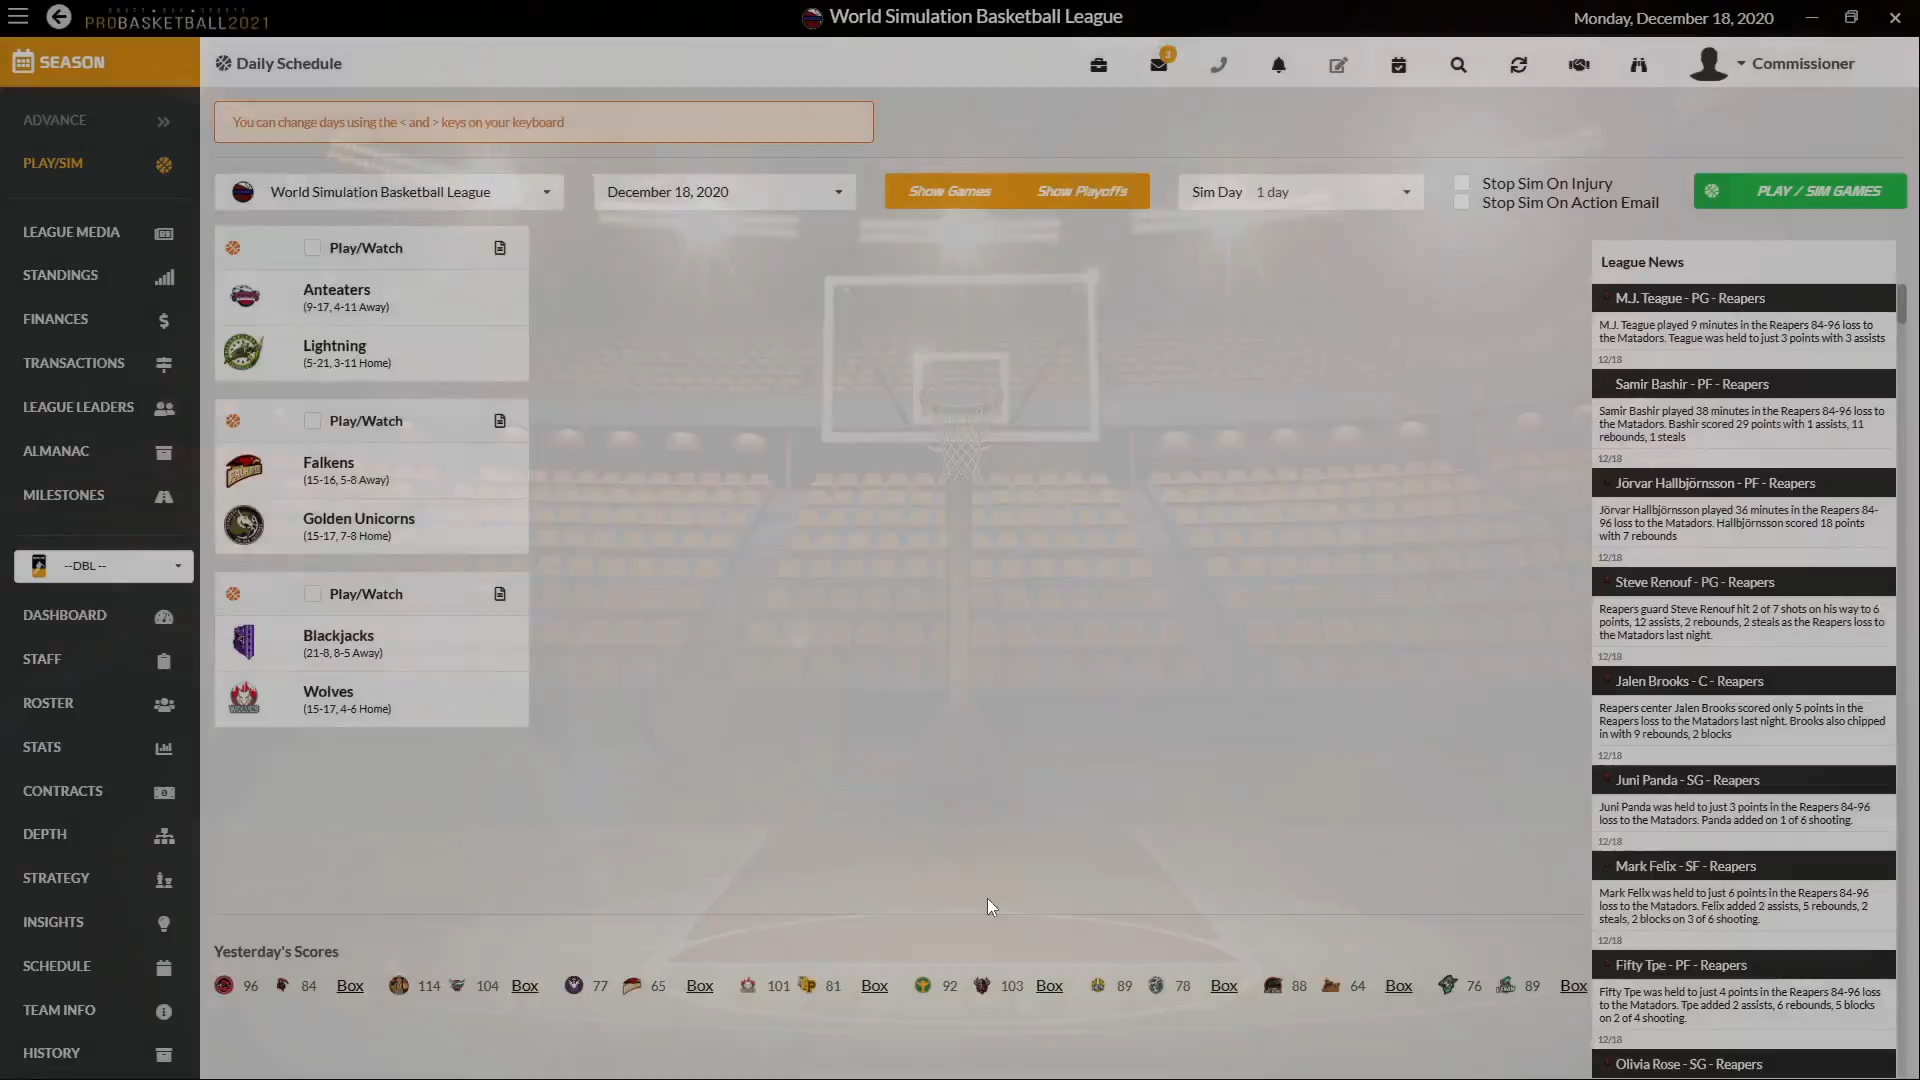 DRAFT DAY SPORTS
PROBASKETBALL2021
World Simulation Basketball League
Monday, December 18, 2020
SEASON
Daily Schedule
3
Commissioner
ADVANCE
PLAY/SIM
LEAGUE MEDIA
STANDINGS
FINANCES
TRANSACTIONS
LEAGUE LEADERS
ALMANAC
MILESTONES
--DBL --
DASHBOARD
STAFF
ROSTER
STATS
CONTRACTS
DEPTH
STRATEGY
INSIGHTS
SCHEDULE
TEAM INFO
HISTORY
You can change days using the < and > keys on your keyboard
World Simulation Basketball League
December 18, 2020
Show Games Show Playoffs
Sim Day 1 day
Stop Sim On Injury
Stop Sim On Action Email
PLAY / SIM GAMES
Play/Watch
Anteaters
(9-17, 4-11 Away)
Lightning
(5-21, 3-11 Home)
Play/Watch
Falkens
(15-16, 5-8 Away)
Golden Unicorns
(15-17, 7-8 Home)
Play/Watch
Blackjacks
(21-8, 8-5 Away)
Wolves
(15-17, 4-6 Home)
Yesterday's Scores
96 84 Box 114 104 Box 77 65 Box 101 81 Box 92 103 Box 89 78 Box 88 64 Box 76 89 Box
League News
M.J. Teague - PG - Reapers
M.J. Teague played 9 minutes in the Reapers 84-96 loss to
the Matadors. Teague was held to just 3 points with 3 assists
12/18
Samir Bashir - PF - Reapers
Samir Bashir played 38 minutes in the Reapers 84-96 loss to
the Matadors. Bashir scored 29 points with 1 assists, 11
rebounds, 1 steals
12/18
Jörvar Hallbjörnsson - PF - Reapers
Jörvar Hallbjörnsson played 36 minutes in the Reapers 84-
96 loss to the Matadors. Hallbjörnsson scored 18 points
with 7 rebounds
12/18
Steve Renouf - PG - Reapers
Reapers guard Steve Renouf hit 2 of 7 shots on his way to 6
points, 12 assists, 2 rebounds, 2 steals as the Reapers loss to
the Matadors last night.
12/18
Jalen Brooks - C - Reapers
Reapers center Jalen Brooks scored only 5 points in the
Reapers loss to the Matadors last night. Brooks also chipped
in with 9 rebounds, 2 blocks
12/18
Juni Panda - SG - Reapers
Juni Panda was held to just 3 points in the Reapers 84-96
loss to the Matadors. Panda added on 1 of 6 shooting.
12/18
Mark Felix - SF - Reapers
Mark Felix was held to just 6 points in the Reapers 84-96
loss to the Matadors. Felix added 2 assists, 5 rebounds, 2
steals, 2 blocks on 3 of 6 shooting.
12/18
Fifty Tpe - PF - Reapers
Fifty Tpe was held to just 4 points in the Reapers 84-96
loss to the Matadors. Tpe added 2 assists, 6 rebounds, 5 blocks
on 2 of 4 shooting.
12/18
Olivia Rose - SG - Reapers